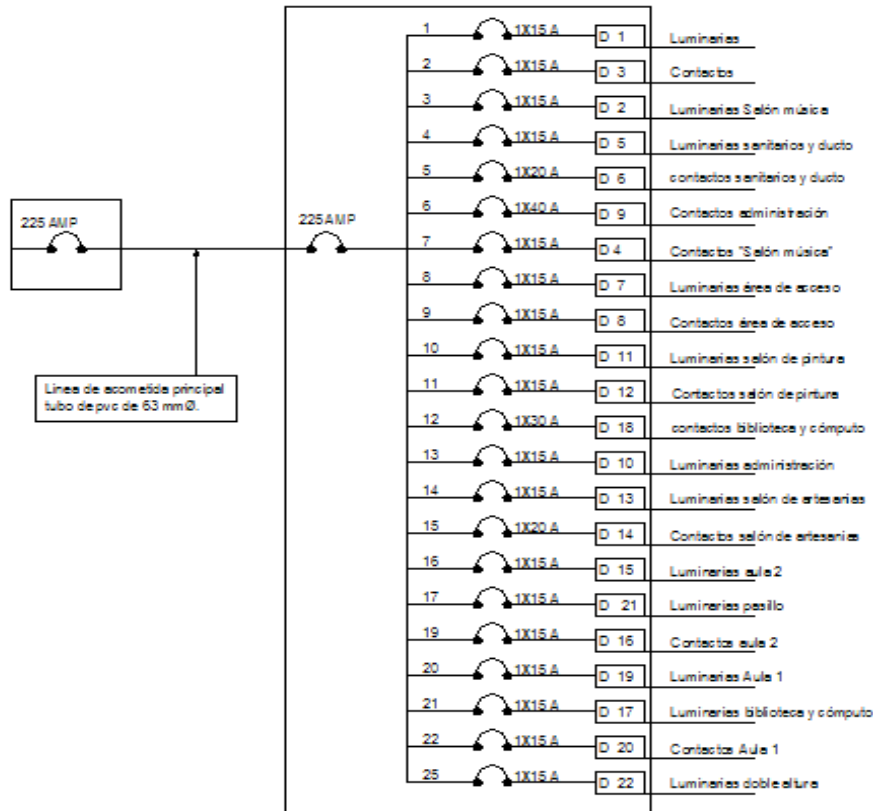 1 1X15 A D 1 Luminarias
2 1X15 A D 3 Contactos
3 1X15 A D 2 Luminarias Salón música
4 1X15 A D 5 Luminarias sanitarios y ducto
5 1X20 A D 6 contactos sanitarios y ducto
6 1X40 A D 9 Contactos administración
225 AMP 225 AMP 7 1X15 A D 4 Contactos "Salón música"
8 1X15 A D 7 Luminarias área de acceso
9 1X15 A D 8 Contactos área de acceso
10 1X15 A D 11 Luminarias salón de pintura
11 1X15 A D 12 Contactos salón de pintura
Linea de acometida principal
tubo de pvc de 63 mm Ø.
12 1X30 A D 18 contactos biblioteca y cómputo
13 1X15 A D 10 Luminarias administración
14 1X15 A D 13 Luminarias salón de artesanias
15 1X20 A D 14 Contactos salón de artesanias
16 1X15 A D 15 Luminarias aula 2
17 1X15 A D 21 Luminarias pasillo
19 1X15 A D 16 Contactos aula 2
20 1X15 A D 19 Luminarias Aula 1
21 1X15 A D 17 Luminarias biblioteca y cómputo
22 1X15 A D 20 Contactos Aula 1
25 1X15 A D 22 Luminarias doble altura